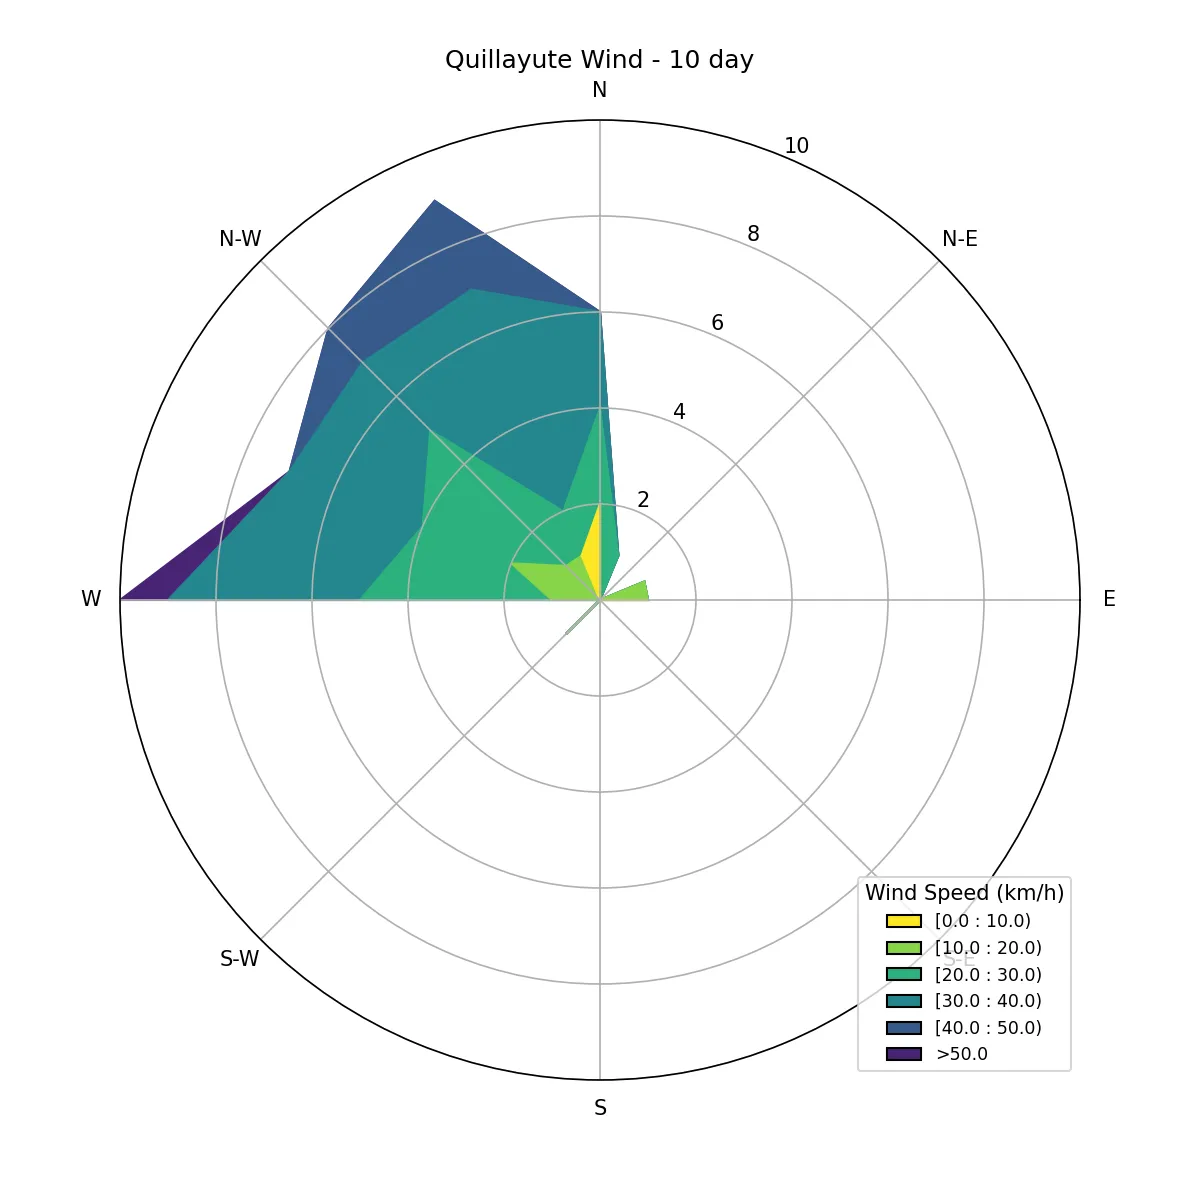 Quillayute Wind - 10 day
N
10
N-W
8
N-E
6
4
2
W
E
S-W
S-E
S
Wind Speed (km/h)
[0.0 : 10.0)
[10.0 : 20.0)
[20.0 : 30.0)
[30.0 : 40.0)
[40.0 : 50.0)
>50.0